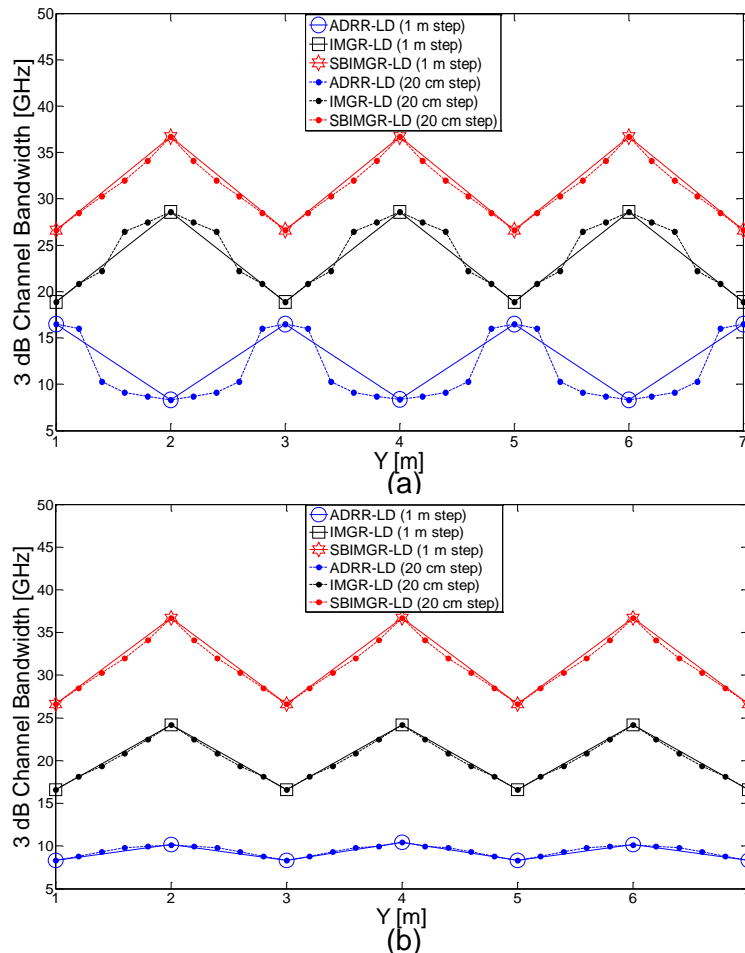 50
45
40
35
30
25
20
15
10
5
3 dB Channel Bandwidth [GHz]
ADRR-LD (1 m step)
IMGR-LD (1 m step)
SBIMGR-LD (1 m step)
ADRR-LD (20 cm step)
IMGR-LD (20 cm step)
SBIMGR-LD (20 cm step)
1 2 3 4 5 6 7
Y [m]
(a)
50
45
40
35
30
25
20
15
10
5
3 dB Channel Bandwidth [GHz]
ADRR-LD (1 m step)
IMGR-LD (1 m step)
SBIMGR-LD (1 m step)
ADRR-LD (20 cm step)
IMGR-LD (20 cm step)
SBIMGR-LD (20 cm step)
1 2 3 4 5 6
Y [m]
(b)